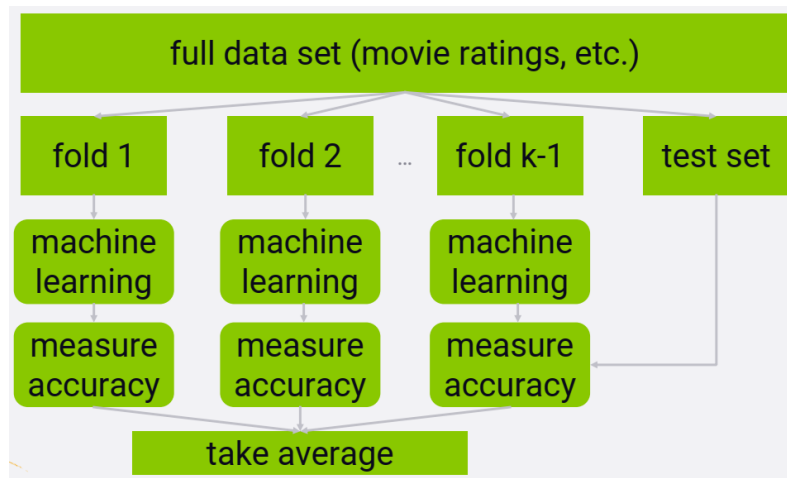 full data set (movie ratings, etc.)
fold 1
fold 2
...
fold k-1
test set
machine
learning
machine
learning
machine
learning
measure
accuracy
measure
accuracy
measure
accuracy
take average